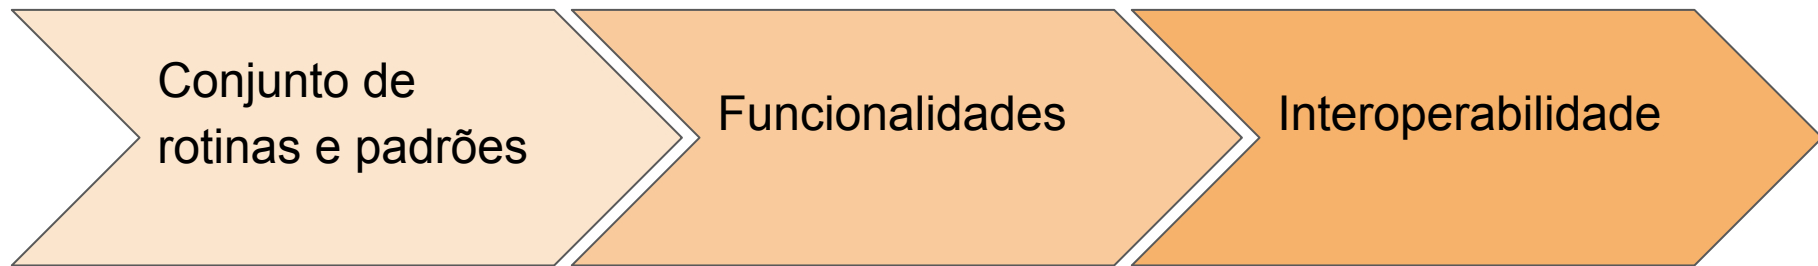 Conjunto de
rotinas e padrões
Funcionalidades
Interoperabilidade